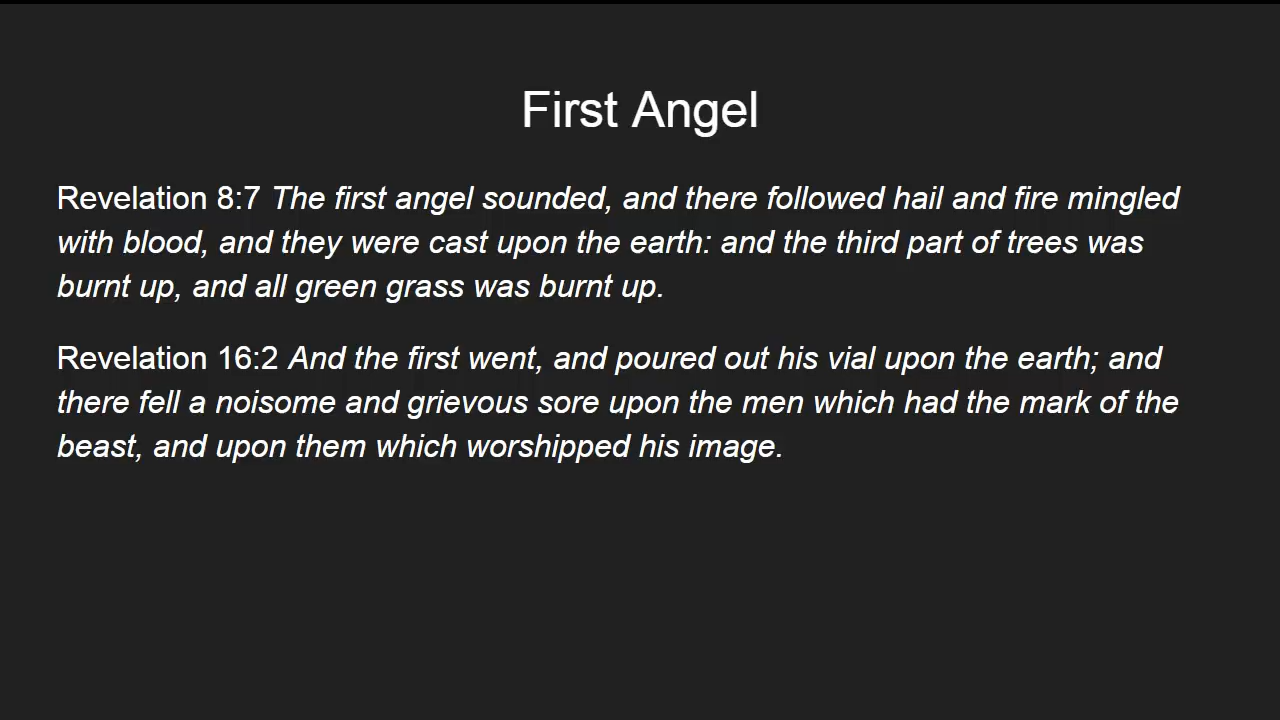 First Angel
Revelation 8:7 The first angel sounded, and there followed hail and fire mingled
with blood, and they were cast upon the earth: and the third part of trees was
burnt up, and all green grass was burnt up.
Revelation 16:2 And the first went, and poured out his vial upon the earth; and
there fell a noisome and grievous sore upon the men which had the mark of the
beast, and upon them which worshipped his image.